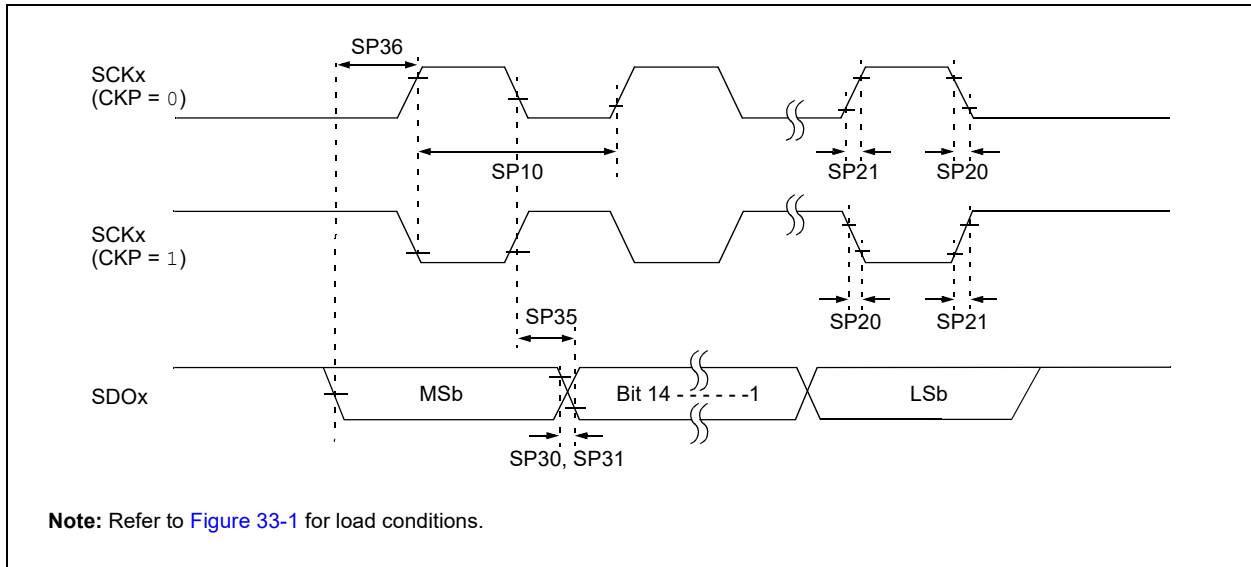 SP36
SCKx
(CKP = 0)
SP10
SP21
SP20
SCKx
(CKP = 1)
SP35
SP20
SP21
SDOx
MSb
Bit 14 - - - - - -1
LSb
SP30, SP31
Note: Refer to Figure 33-1 for load conditions.